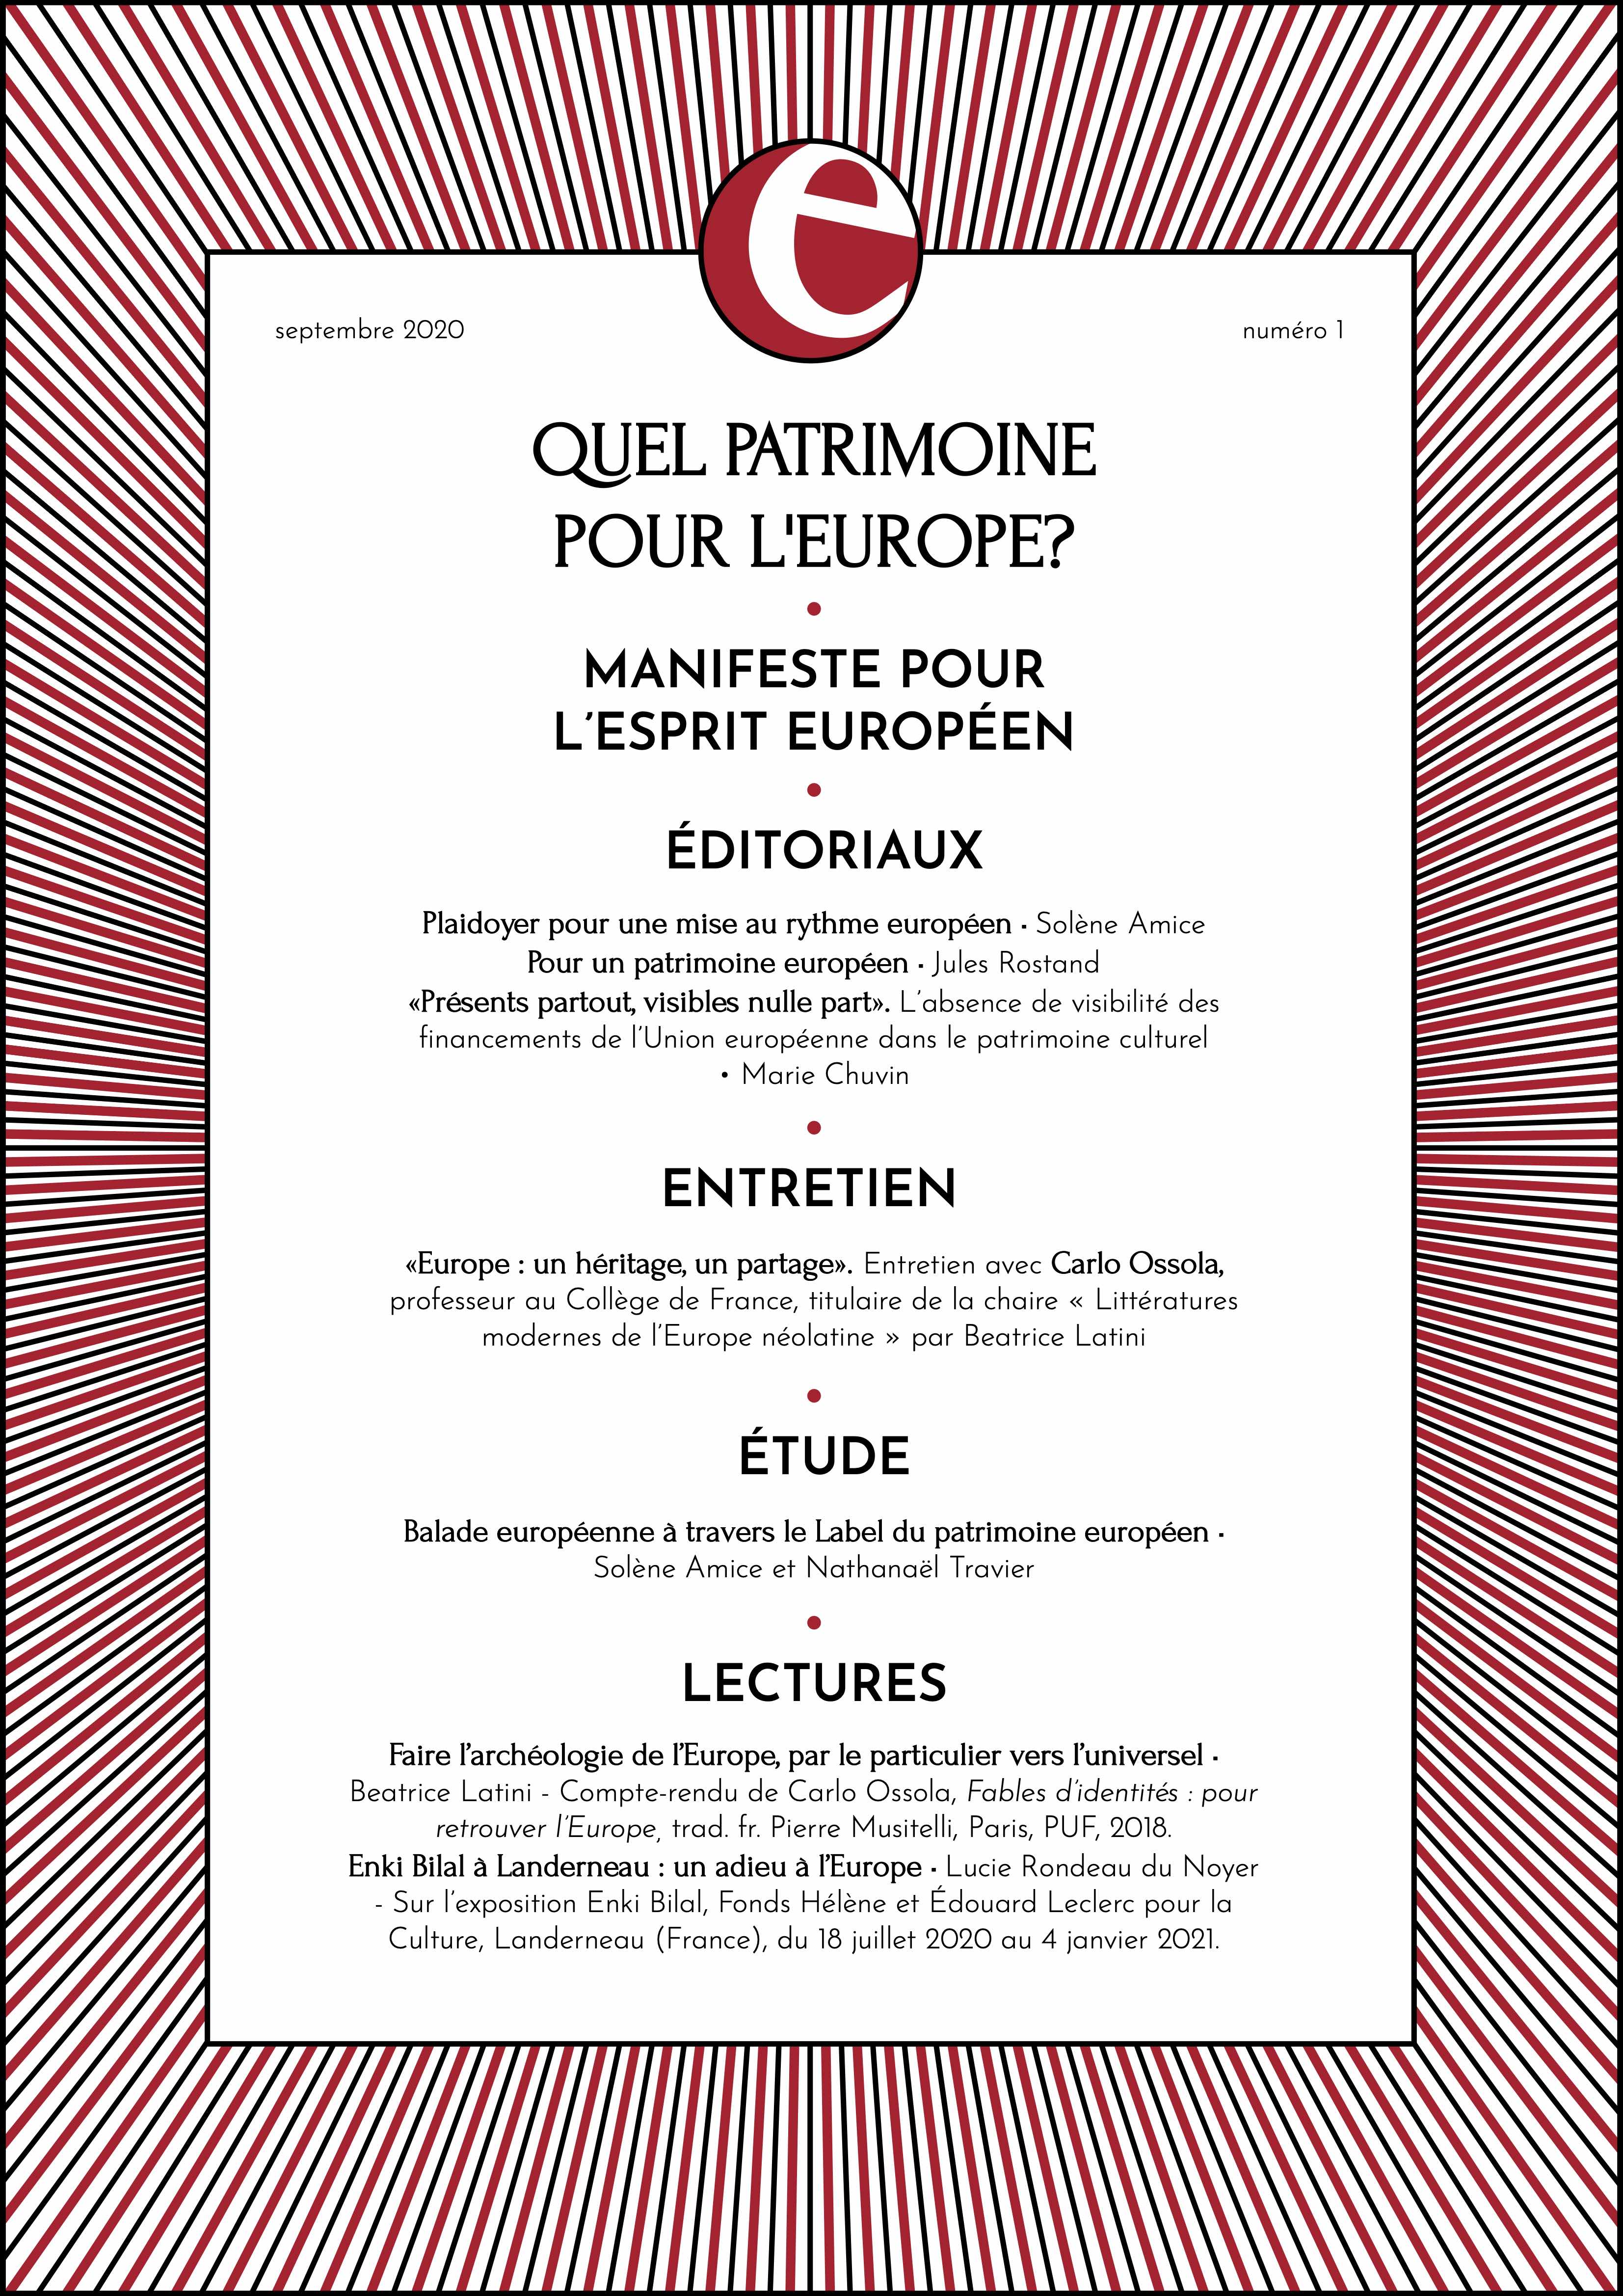 e
septembre 2020
numéro 1
QUEL PATRIMOINE
POUR L'EUROPE?
MANIFESTE POUR
L’ESPRIT EUROPÉEN
ÉDITORIAUX
Plaidoyer pour une mise au rythme européen • Solène Amice
Pour un patrimoine européen • Jules Rostand
«Présents partout, visibles nulle part». L’absence de visibilité des
financements de l’Union européenne dans le patrimoine culturel
• Marie Chuvin
ENTRETIEN
«Europe : un héritage, un partage». Entretien avec Carlo Ossola,
professeur au Collège de France, titulaire de la chaire « Littératures
modernes de l’Europe néolatine » par Beatrice Latini
ÉTUDE
Balade européenne à travers le Label du patrimoine européen •
Solène Amice et Nathanaël Travier
LECTURES
Faire l’archéologie de l’Europe, par le particulier vers l’universel •
Beatrice Latini - Compte-rendu de Carlo Ossola, Fables d’identités : pour
retrouver l’Europe, trad. fr. Pierre Musitelli, Paris, PUF, 2018.
Enki Bilal à Landerneau : un adieu à l’Europe • Lucie Rondeau du Noyer
- Sur l’exposition Enki Bilal, Fonds Hélène et Édouard Leclerc pour la
Culture, Landerneau (France), du 18 juillet 2020 au 4 janvier 2021.